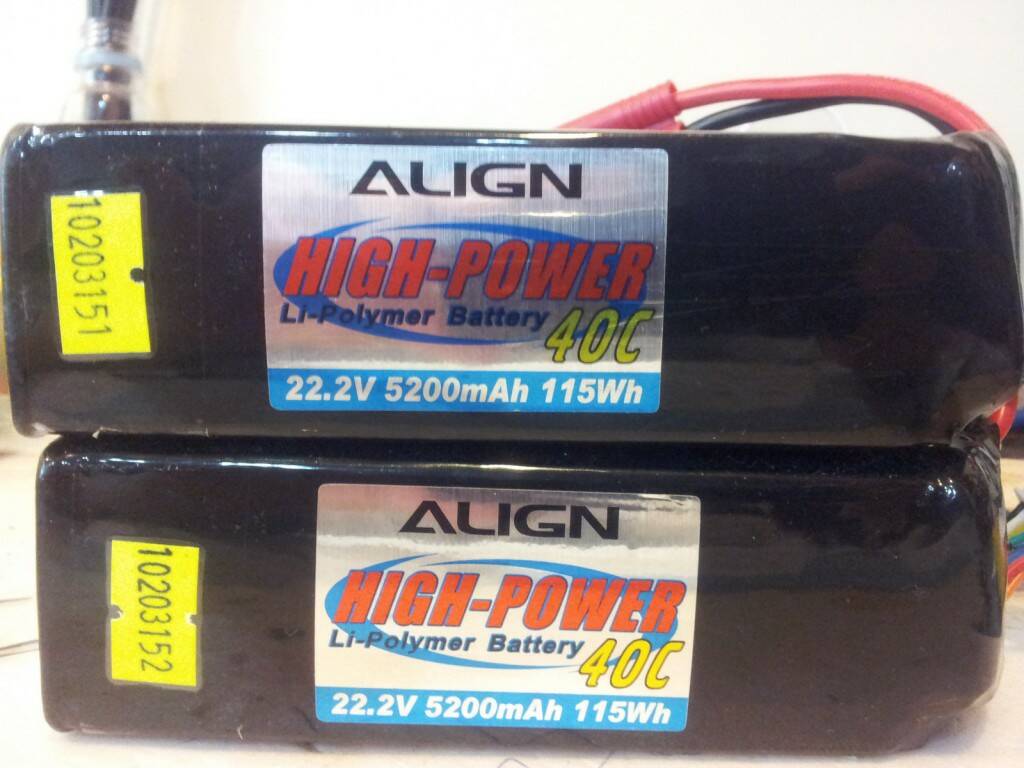 10203151
ALIGN
HIGH-POWER
Li-Polymer Battery
40C
22.2V 5200mAh 115Wh
10203152
ALIGN
HIGH-POWER
Li-Polymer Battery
40C
22.2V 5200mAh 115Wh